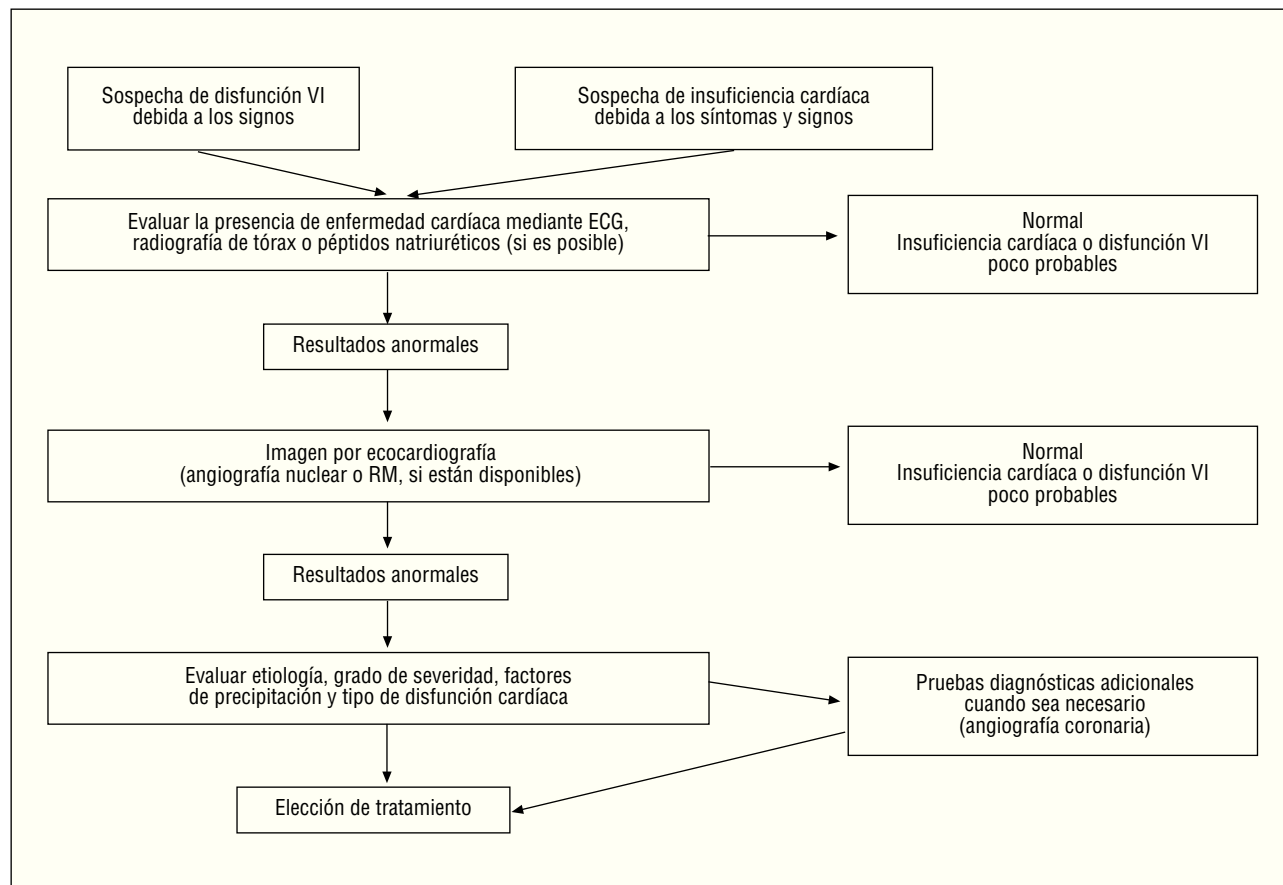 Sospecha de disfunción VI
debida a los signos
Sospecha de insuficiencia cardíaca
debida a los síntomas y signos
Evaluar la presencia de enfermedad cardíaca mediante ECG,
radiografía de tórax o péptidos natriuréticos (si es posible)
Normal
Insuficiencia cardíaca o disfunción VI
poco probables
Resultados anormales
Imagen por ecocardiografía
(angiografía nuclear o RM, si están disponibles)
Normal
Insuficiencia cardíaca o disfunción VI
poco probables
Resultados anormales
Evaluar etiología, grado de severidad, factores
de precipitación y tipo de disfunción cardíaca
Pruebas diagnósticas adicionales
cuando sea necesario
(angiografía coronaria)
Elección de tratamiento